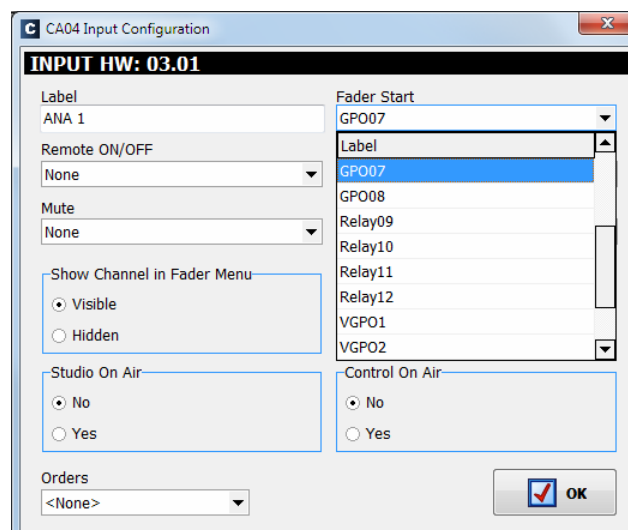 CA04 Input Configuration
INPUT HW: 03.01
Label
ANA 1
Fader Start
GPO07
Label
GPO07
GPO08
Relay09
Relay10
Relay11
Relay12
VGPO1
VGPO2
Remote ON/OFF
None
Mute
None
Show Channel in Fader Menu
Visible
Hidden
Studio On Air
No
Yes
Control On Air
No
Yes
Orders
<None>
OK